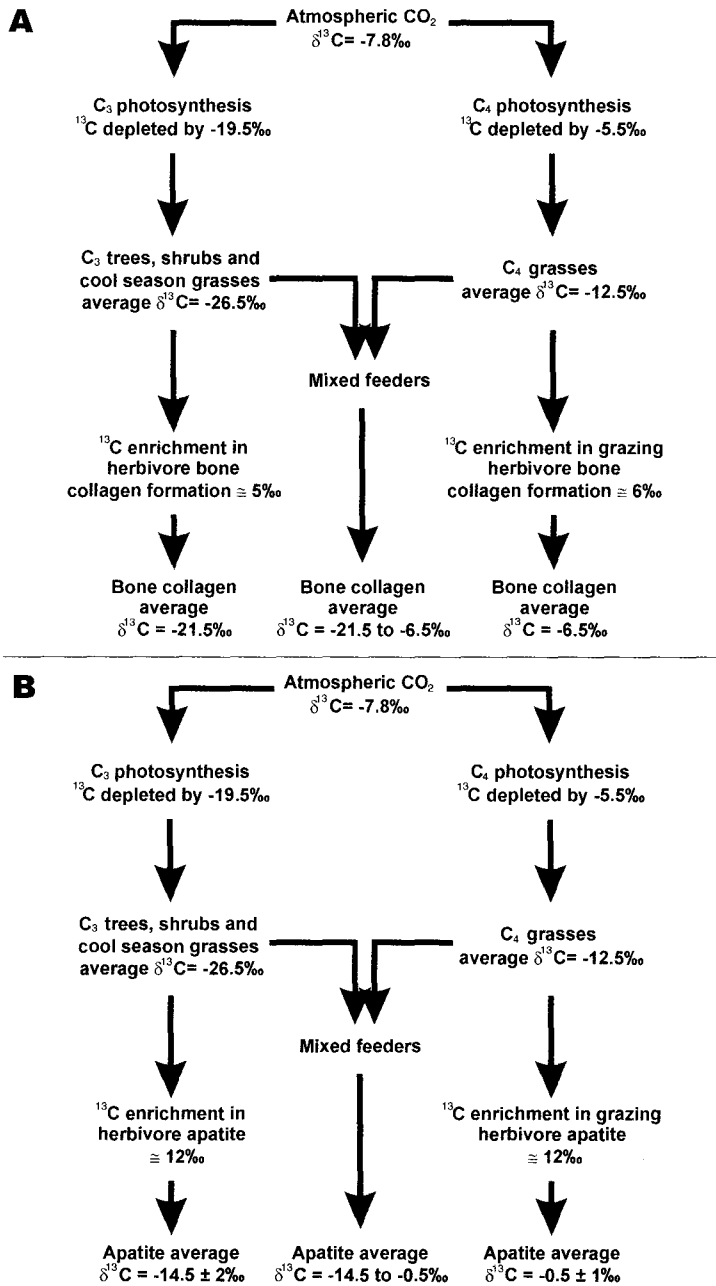 A
Atmospheric CO₂
δ¹³C= -7.8‰
C₃ photosynthesis
¹³C depleted by -19.5‰
C₄ photosynthesis
¹³C depleted by -5.5‰
C₃ trees, shrubs and
cool season grasses
average δ¹³C= -26.5‰
C₄ grasses
average δ¹³C= -12.5‰
Mixed feeders
¹³C enrichment in
herbivore bone
collagen formation ≅ 5‰
¹³C enrichment in grazing
herbivore bone
collagen formation ≅ 6‰
Bone collagen
average
δ¹³C = -21.5‰
Bone collagen
average
δ¹³C = -21.5 to -6.5‰
Bone collagen
average
δ¹³C = -6.5‰
B
Atmospheric CO₂
δ¹³C= -7.8‰
C₃ photosynthesis
¹³C depleted by -19.5‰
C₄ photosynthesis
¹³C depleted by -5.5‰
C₃ trees, shrubs and
cool season grasses
average δ¹³C= -26.5‰
C₄ grasses
average δ¹³C= -12.5‰
Mixed feeders
¹³C enrichment in
herbivore apatite
≅ 12‰
¹³C enrichment in grazing
herbivore apatite
≅ 12‰
Apatite average
δ¹³C = -14.5 ± 2‰
Apatite average
δ¹³C = -14.5 to -0.5‰
Apatite average
δ¹³C = -0.5 ± 1‰